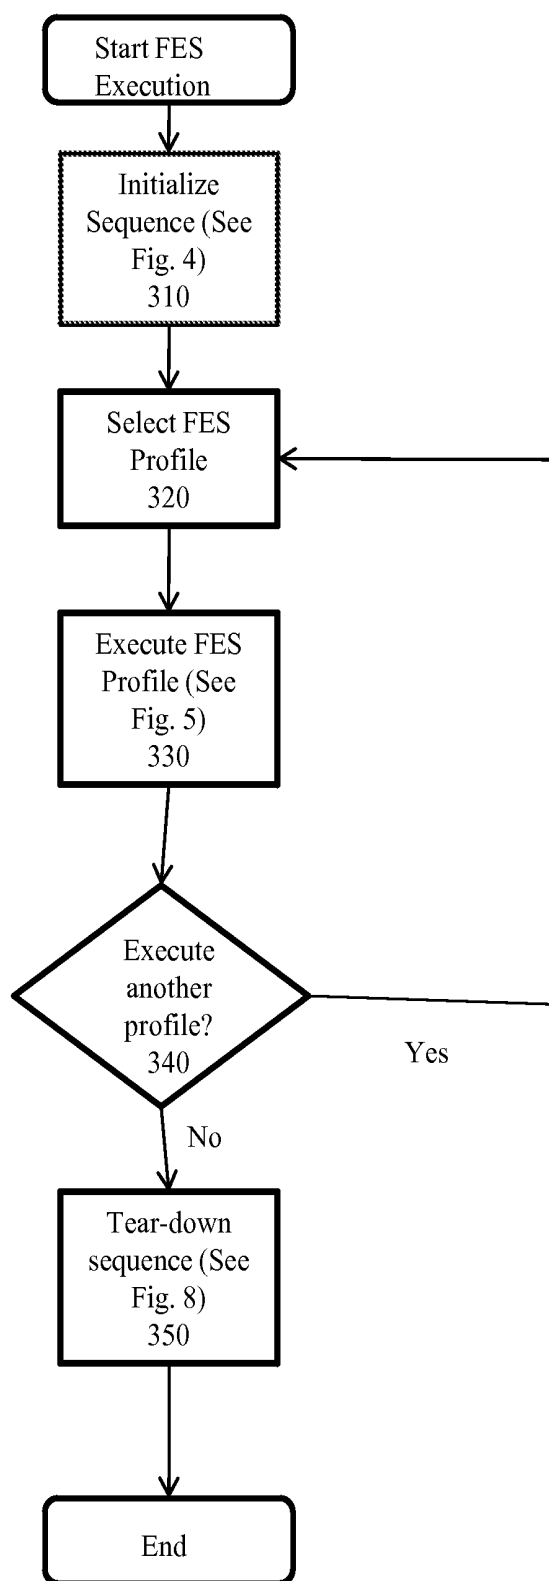 Start FES
Execution
Initialize
Sequence (See
Fig. 4)
310
Select FES
Profile
320
Execute FES
Profile (See
Fig. 5)
330
Execute
another
profile?
340
Yes
No
Tear-down
sequence (See
Fig. 8)
350
End